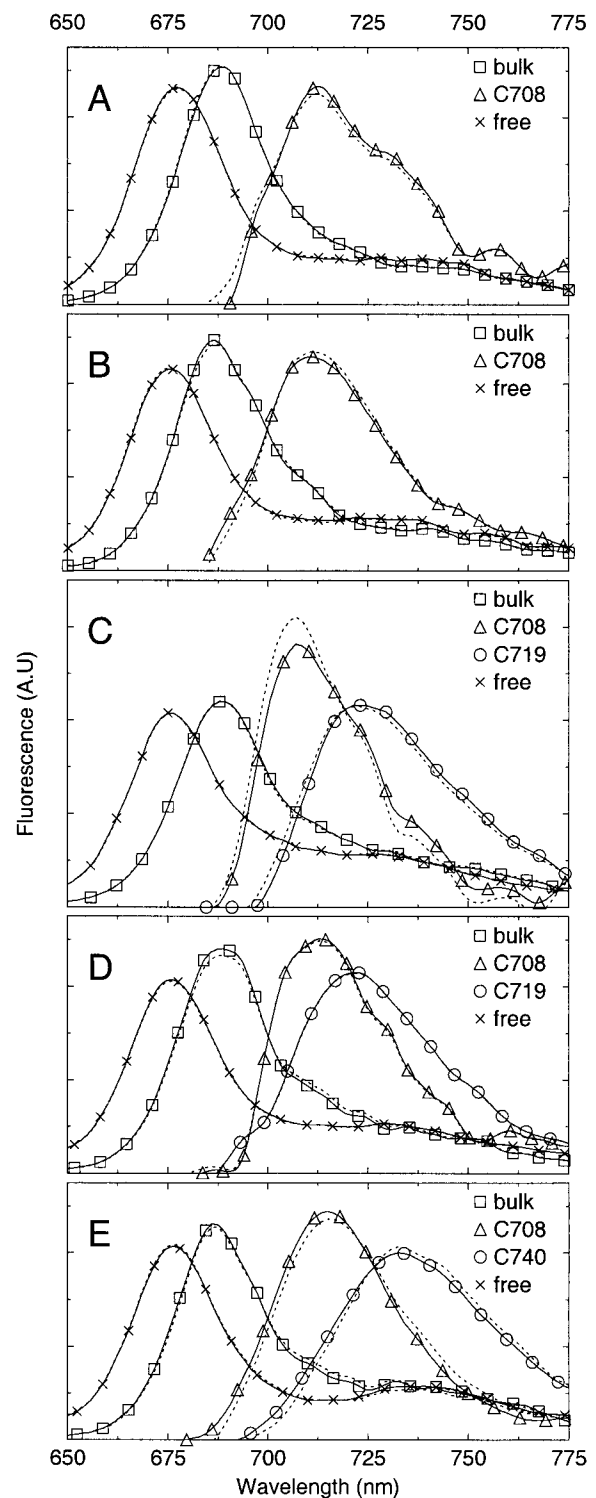 650 675 700 725 750 775
A
□ bulk
△ C708
× free
B
□ bulk
△ C708
× free
C
□ bulk
△ C708
○ C719
× free
D
□ bulk
△ C708
○ C719
× free
E
□ bulk
△ C708
○ C740
× free
Fluorescence (A.U)
650 675 700 725 750 775
Wavelength (nm)